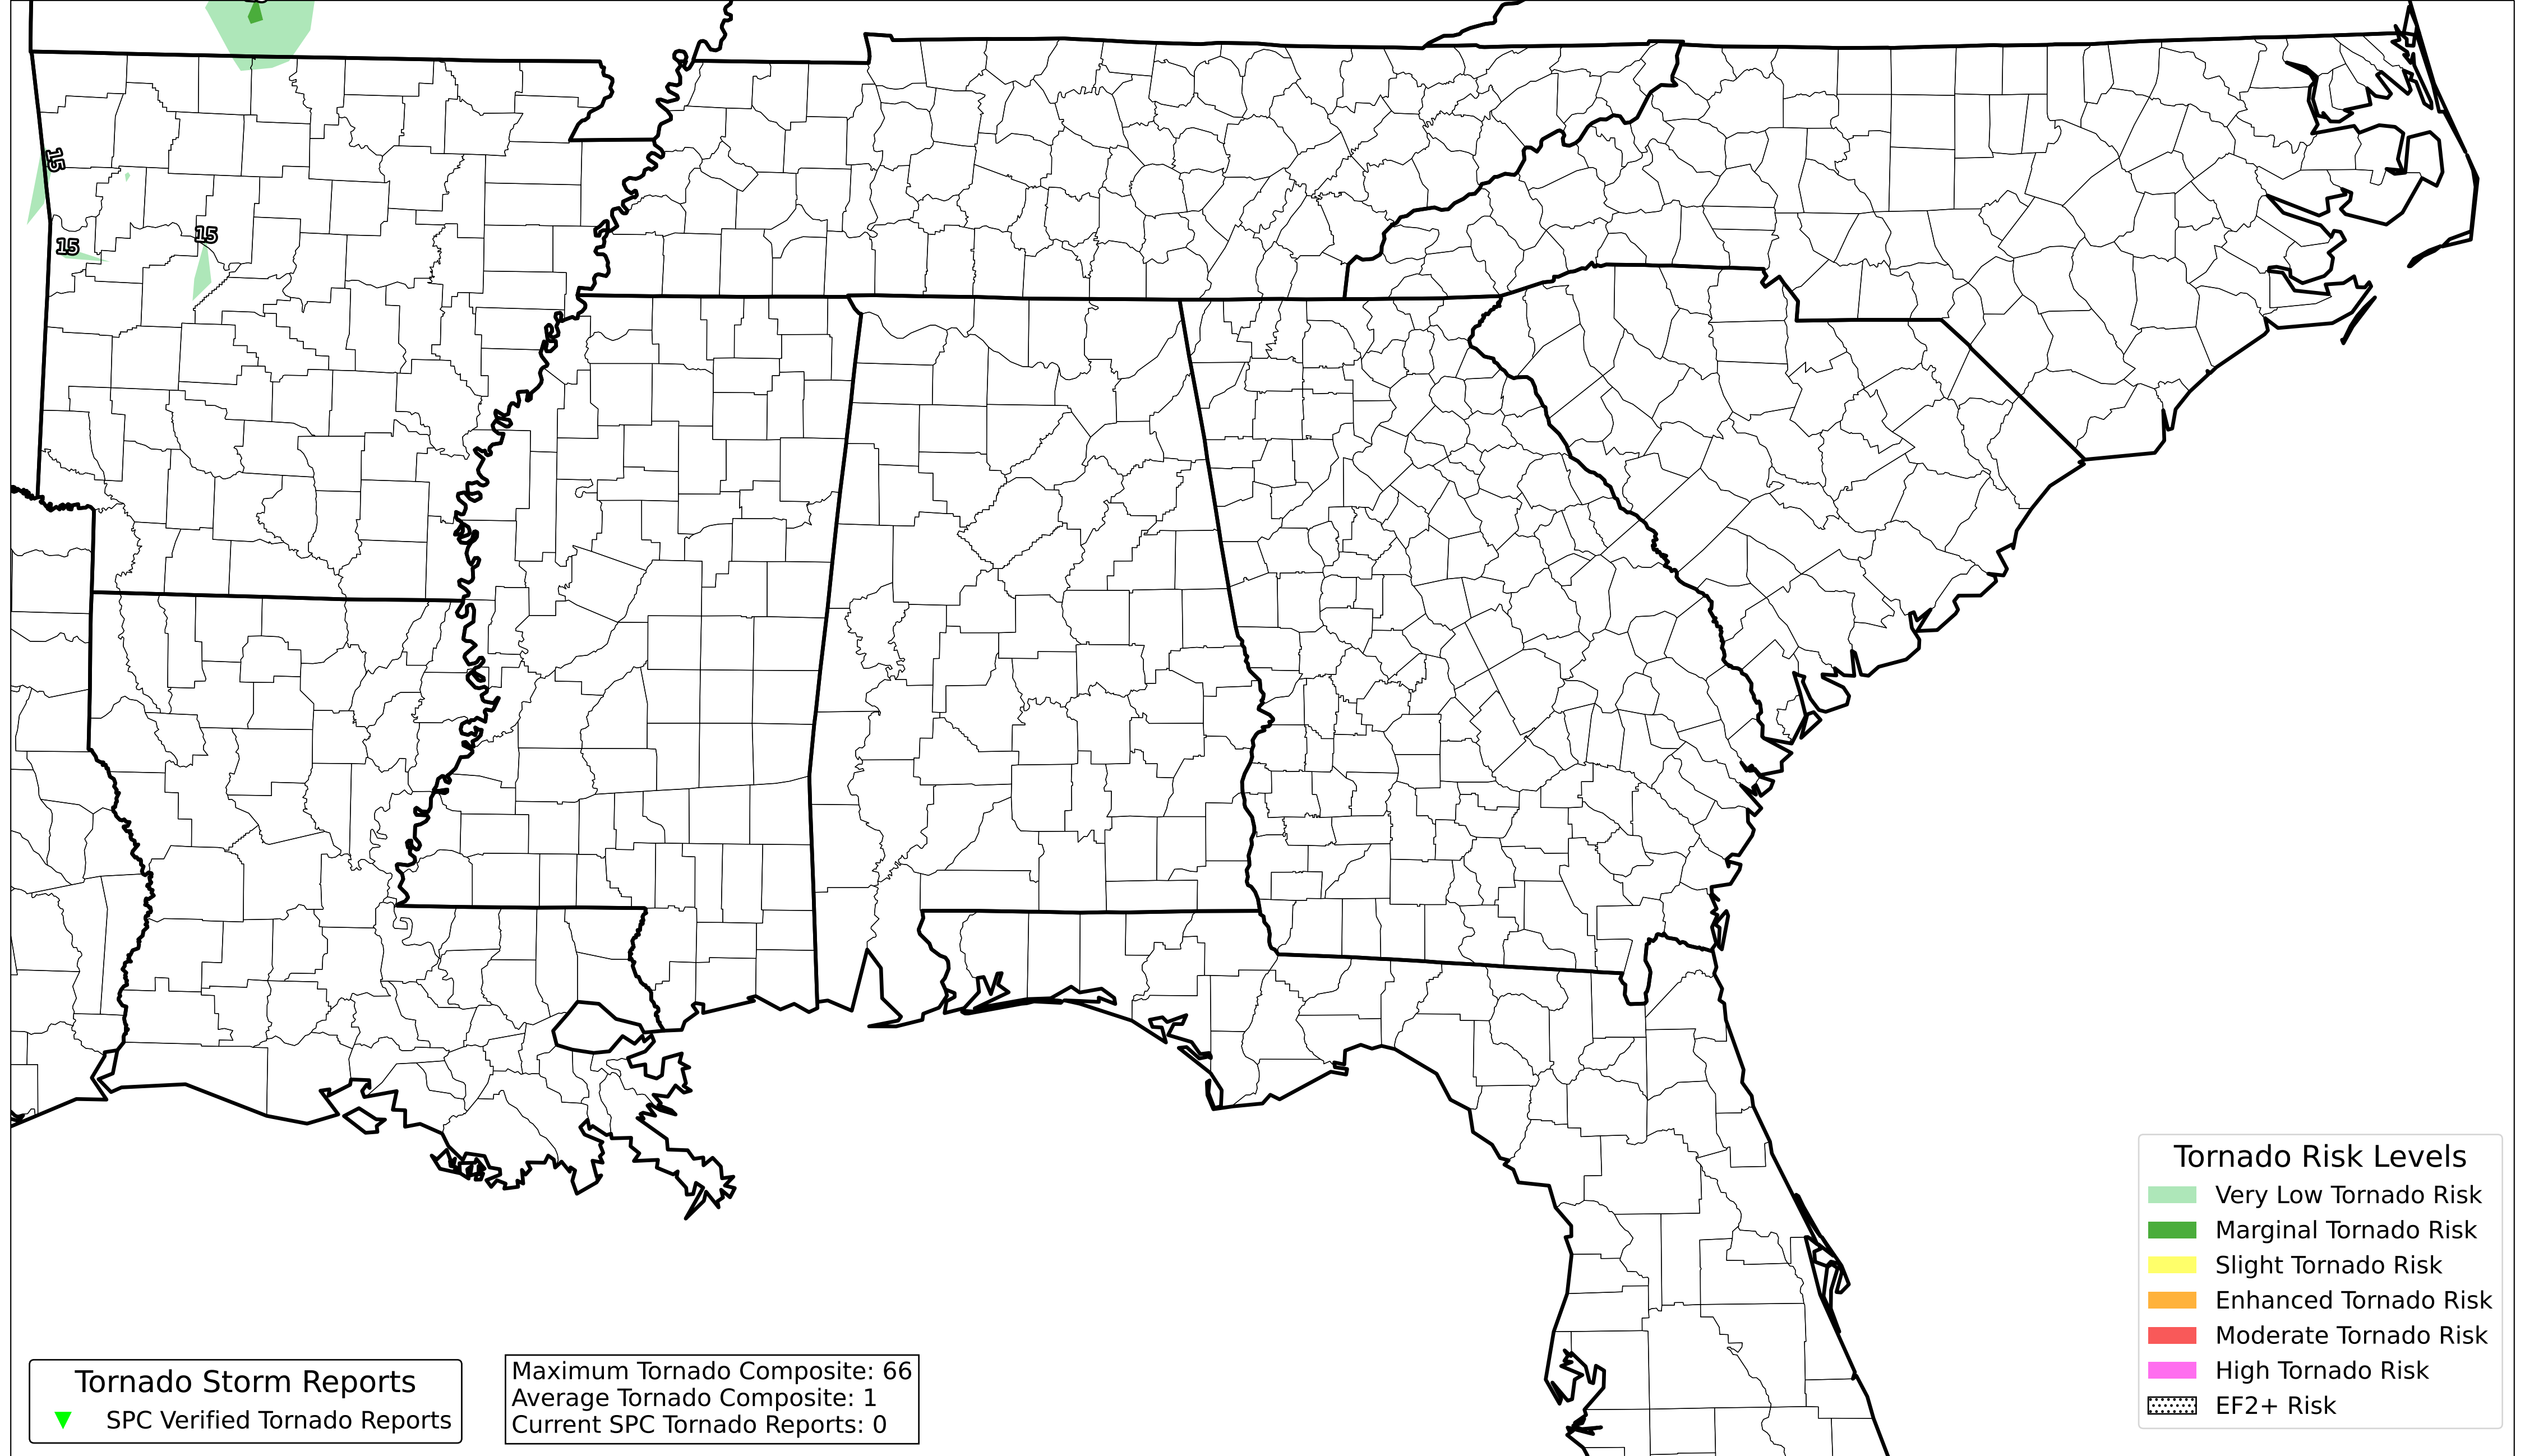 15
15
15
Tornado Risk Levels
Very Low Tornado Risk
Marginal Tornado Risk
Slight Tornado Risk
Enhanced Tornado Risk
Moderate Tornado Risk
High Tornado Risk
EF2+ Risk
Tornado Storm Reports
SPC Verified Tornado Reports
Maximum Tornado Composite: 66
Average Tornado Composite: 1
Current SPC Tornado Reports: 0